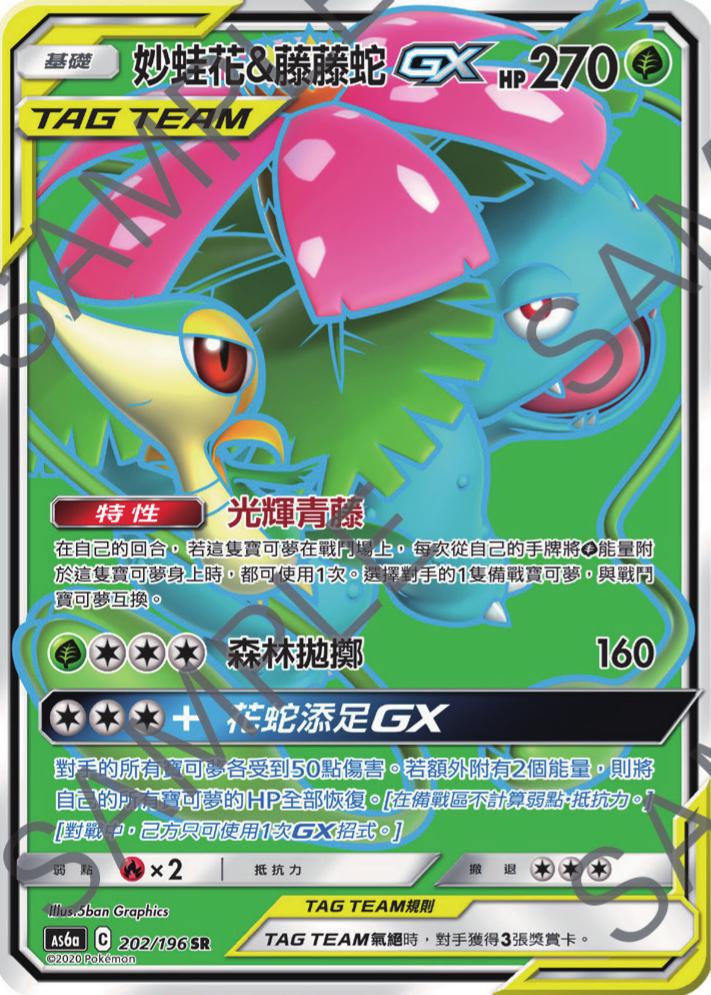 基礎 妙蛙花&藤藤蛇GX HP 270
TAG TEAM
特性 光輝青藤
在自己的回合，若這隻寶可夢在戰鬥場上，每次從自己的手牌將能量附
於這隻寶可夢身上時，都可使用1次。選擇對手的1隻備戰寶可夢，與戰鬥
寶可夢互換。
森林拋擲 160
+ 花蛇添足GX
對手的所有寶可夢各受到50點傷害。若額外附有2個能量，則將
自己的所有寶可夢的HP全部恢復。[在備戰區不計算弱點・抵抗力。]
[對戰中，己方只可使用1次GX招式。]
弱點 ×2 抵抗力 撤退
Illus.5ban Graphics
TAG TEAM規則
AS6a C 202/196 SR
TAG TEAM氣絕時，對手獲得3張獎賞卡。
©2020 Pokémon
SAMPLE
SAMPLE